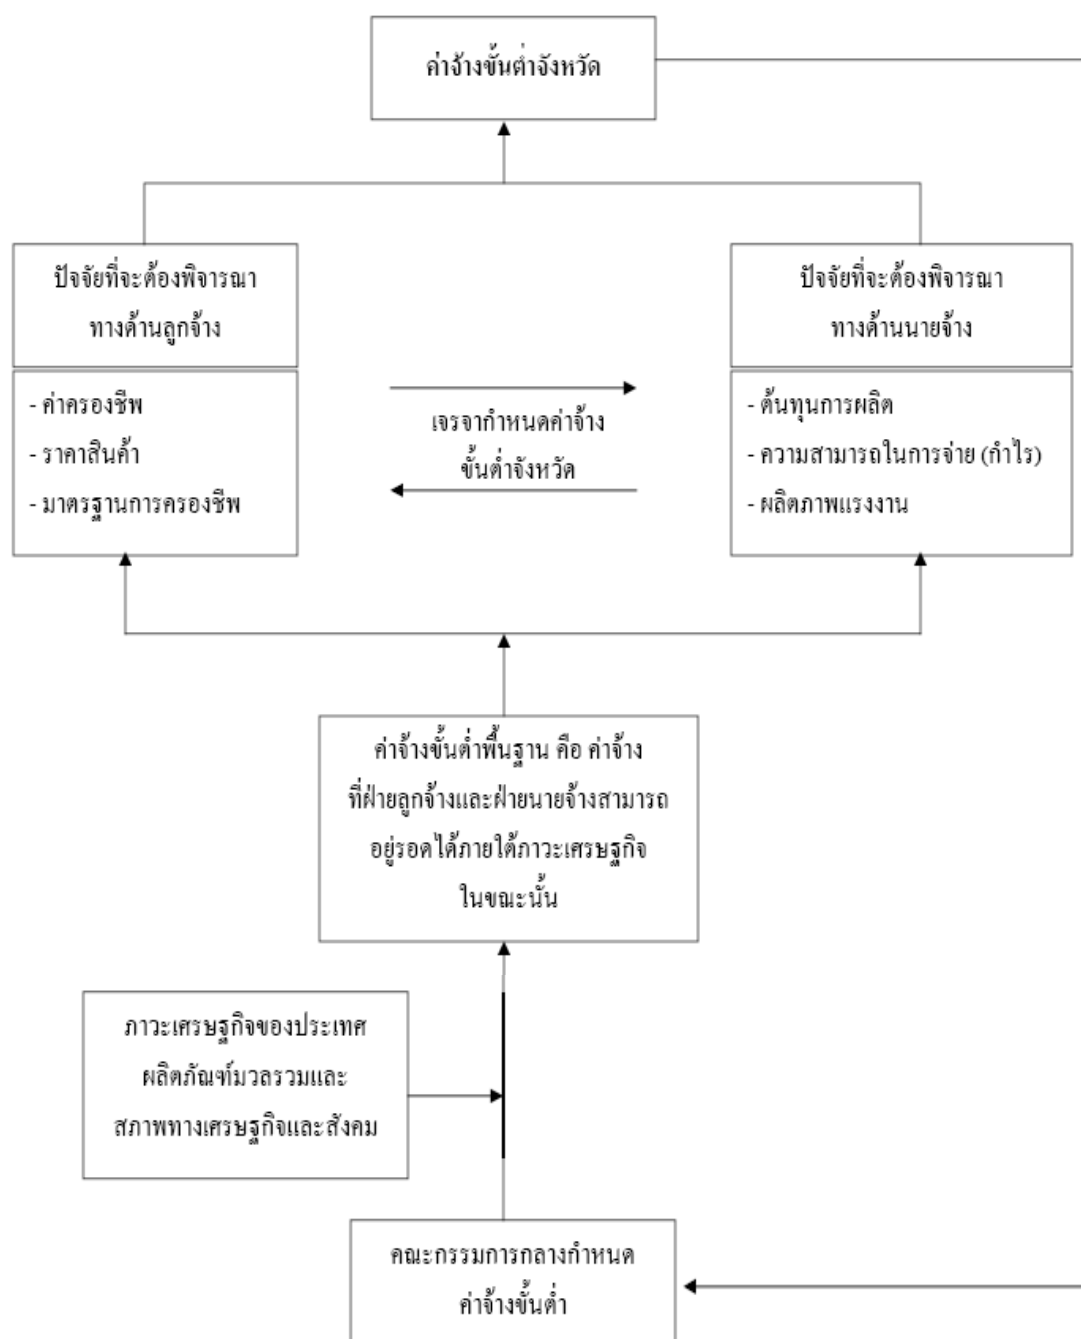 ค่าจ้างขั้นต่ำจังหวัด
ปัจจัยที่จะต้องพิจารณา
ทางด้านลูกจ้าง
- ค่าครองชีพ
- ราคาสินค้า
- มาตรฐานการครองชีพ
เจรจากำหนดค่าจ้าง
ขั้นต่ำจังหวัด
ปัจจัยที่จะต้องพิจารณา
ทางด้านนายจ้าง
- ต้นทุนการผลิต
- ความสามารถในการจ่าย (กำไร)
- ผลิตภาพแรงงาน
ค่าจ้างขั้นต่ำพื้นฐาน คือ ค่าจ้าง
ที่ฝ่ายลูกจ้างและฝ่ายนายจ้างสามารถ
อยู่รอดได้ภายใต้ภาวะเศรษฐกิจ
ในขณะนั้น
ภาวะเศรษฐกิจของประเทศ
ผลิตภัณฑ์มวลรวมและ
สภาพทางเศรษฐกิจและสังคม
คณะกรรมการกลางกำหนด
ค่าจ้างขั้นต่ำ